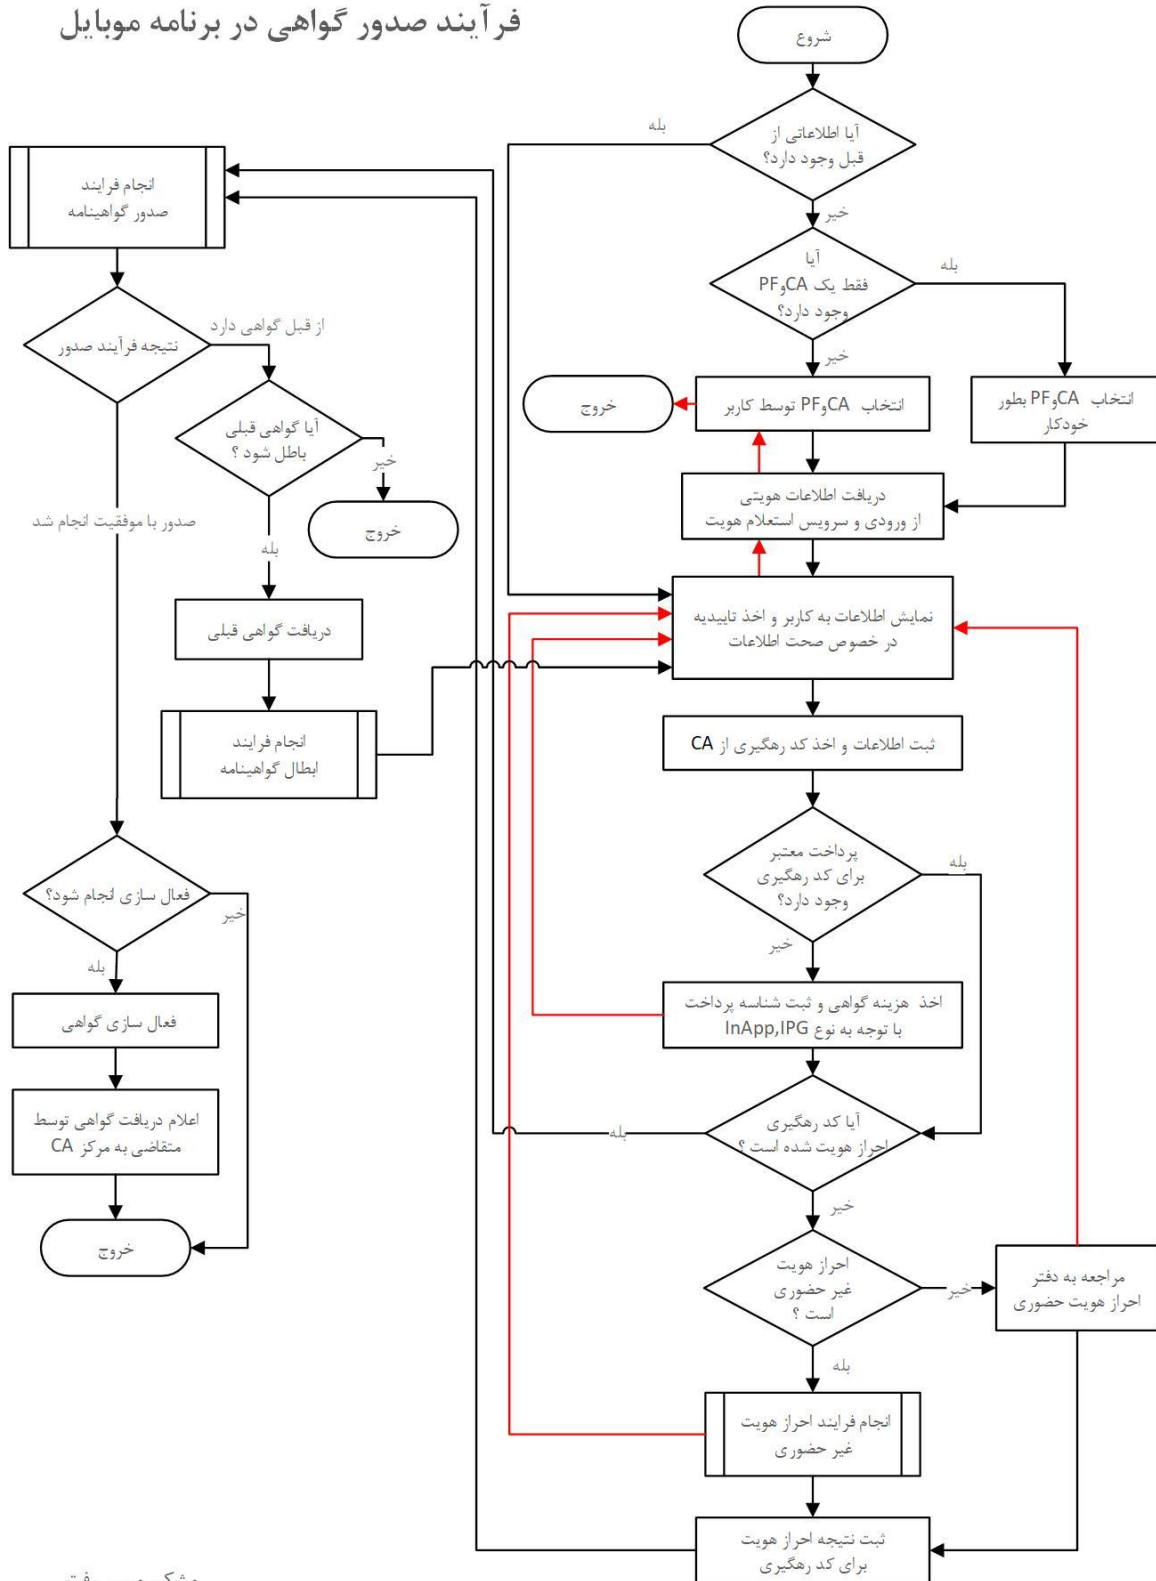 فرآیند صدور گواهی در برنامه موبایل
شروع
آیا اطلاعاتی از
قبل وجود دارد؟
بله
خیر
آیا
فقط یک CAوPF
وجود دارد؟
بله
خیر
انتخاب CAوPF توسط کاربر
خروج
انتخاب CAوPF بطور
خودکار
دریافت اطلاعات هویتی
از ورودی و سرویس استعلام هویت
نمایش اطلاعات به کاربر و اخذ تاییدیه
در خصوص صحت اطلاعات
ثبت اطلاعات و اخذ کد رهگیری از CA
پرداخت معتبر
برای کد رهگیری
وجود دارد؟
بله
خیر
اخذ هزینه گواهی و ثبت شناسه پرداخت
با توجه به نوع InApp,IPG
آیا کد رهگیری
احراز هویت شده است ؟
بله
خیر
احراز هویت
غیر حضوری
است ؟
خیر
مراجعه به دفتر
احراز هویت حضوری
بله
انجام فرایند احراز هویت
غیر حضوری
ثبت نتیجه احراز هویت
برای کد رهگیری
انجام فرایند
صدور گواهینامه
نتیجه فرآیند صدور
از قبل گواهی دارد
آیا گواهی قبلی
باطل شود ؟
خیر
خروج
بله
دریافت گواهی قبلی
انجام فرایند
ابطال گواهینامه
صدور با موفقیت انجام شد
فعال سازی انجام شود؟
خیر
بله
فعال سازی گواهی
اعلام دریافت گواهی توسط
متقاضی به مرکز CA
خروج